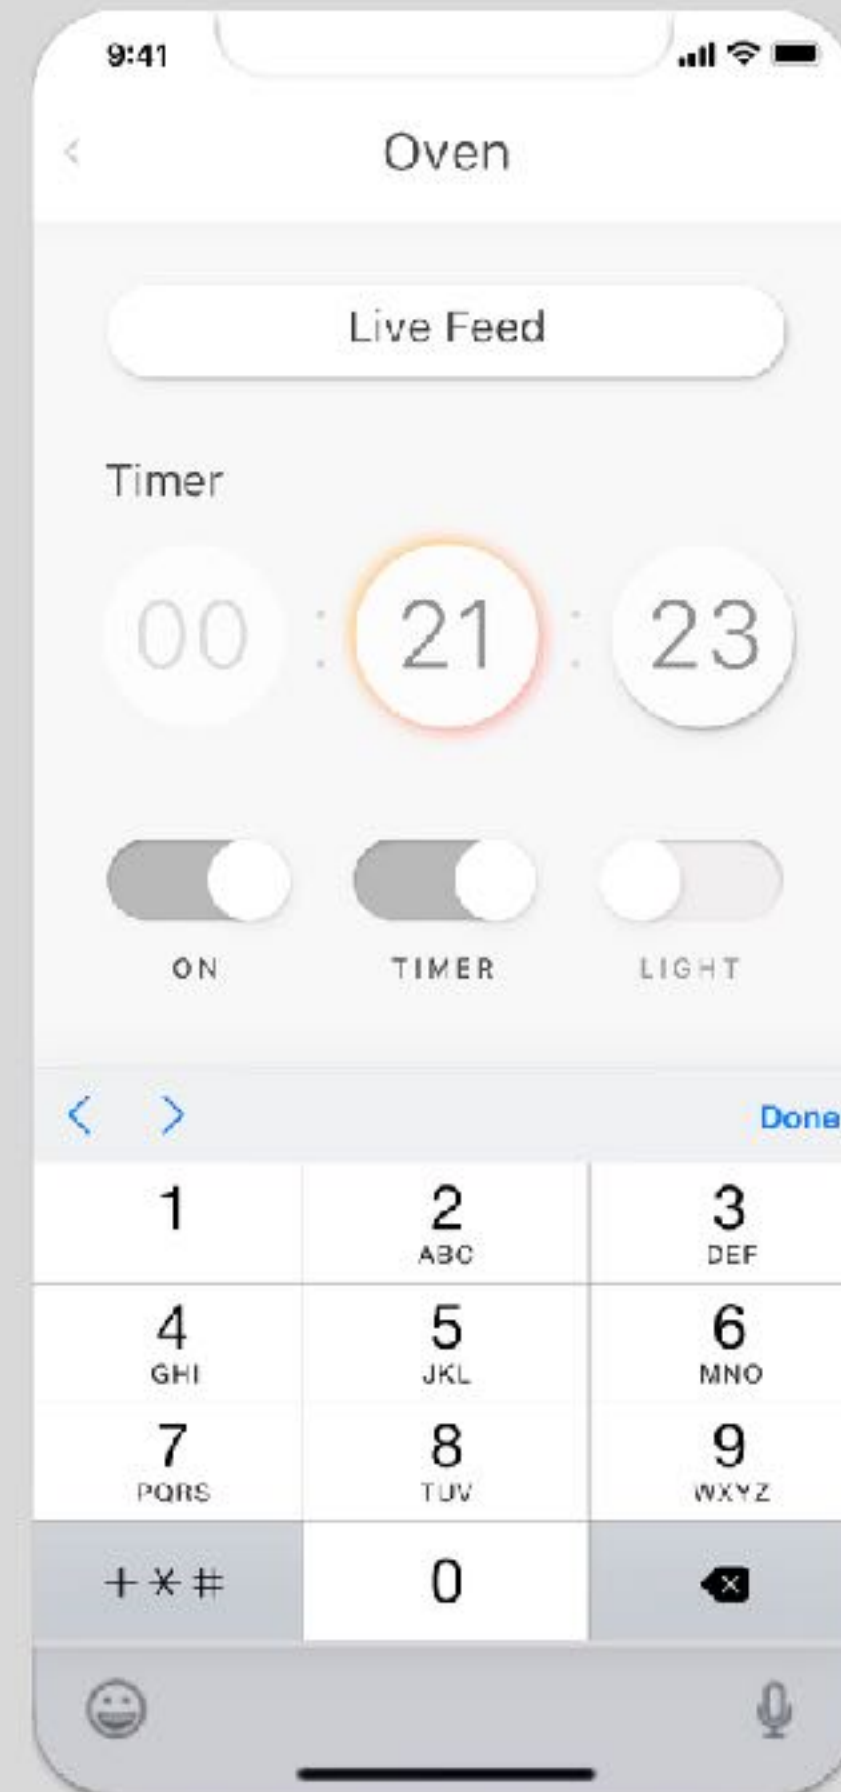 9:41
Oven
Live Feed
Timer
00 : 21 : 23
ON TIMER LIGHT
Done
1 2 3
ABC DEF
4 5 6
GHI JKL MNO
7 8 9
PQRS TUV WXYZ
+*# 0